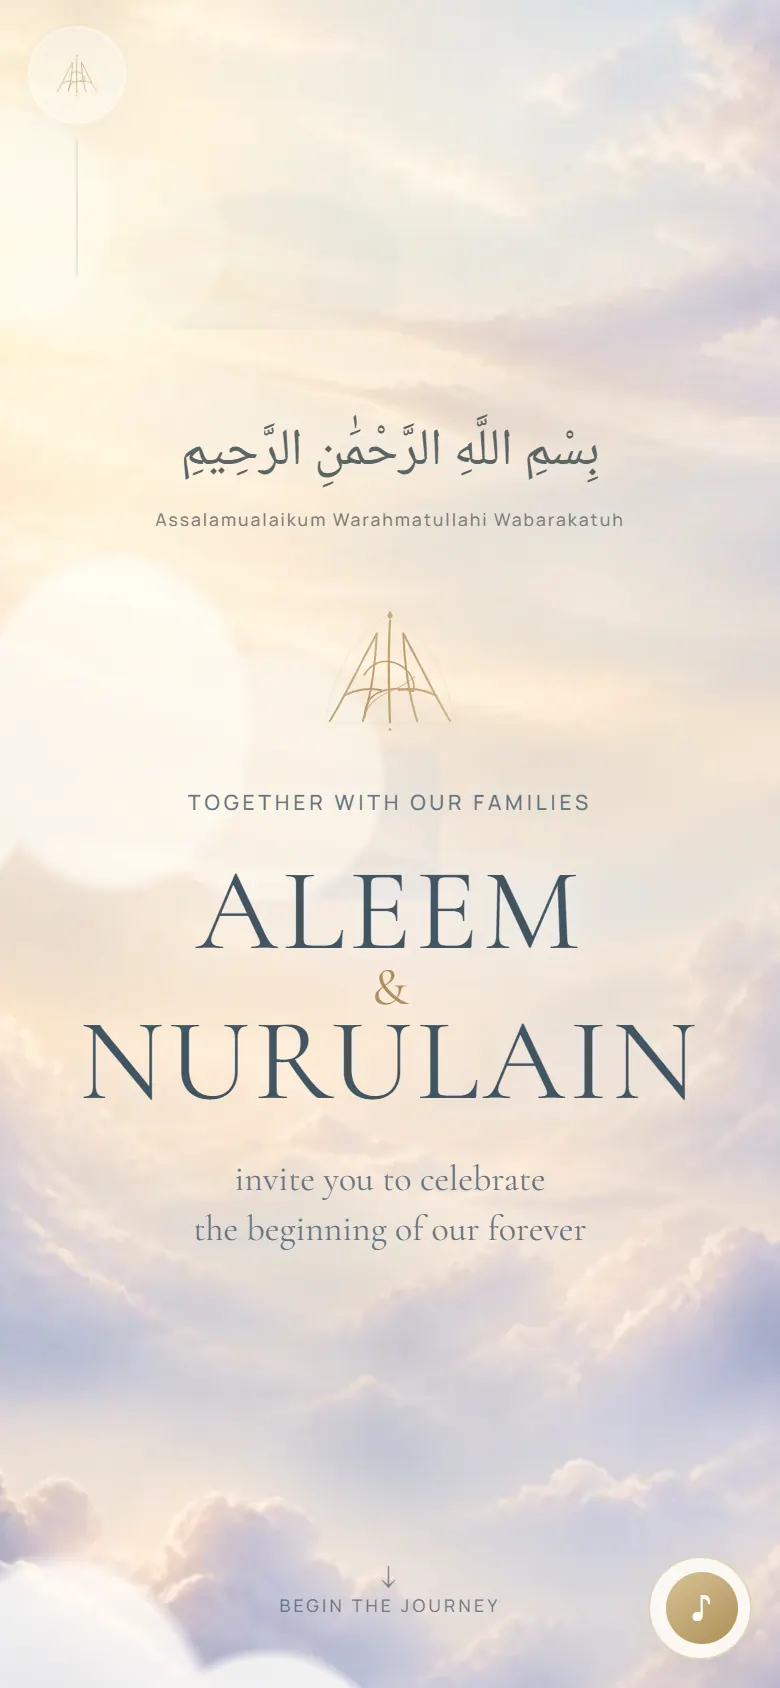 بِسْمِ اللَّهِ الرَّحْمَٰنِ الرَّحِيمِ
Assalamualaikum Warahmatullahi Wabarakatuh
TOGETHER WITH OUR FAMILIES
ALEEM
&
NURULAIN
invite you to celebrate
the beginning of our forever
↓
BEGIN THE JOURNEY